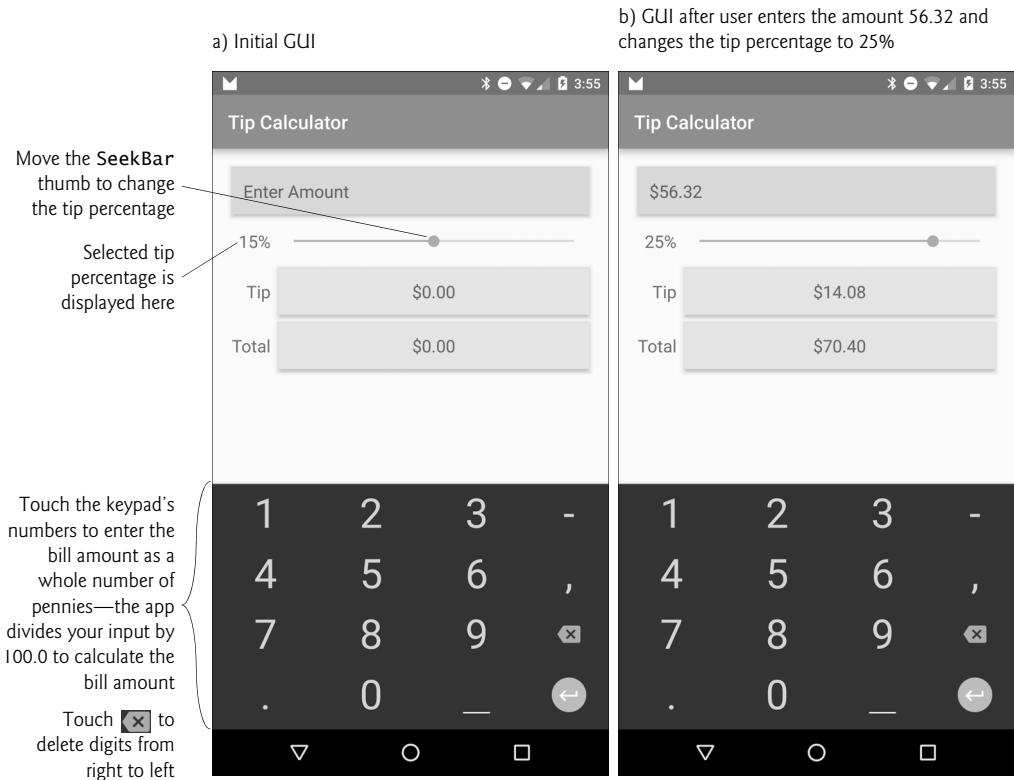 a) Initial GUI
b) GUI after user enters the amount 56.32 and
changes the tip percentage to 25%
Move the SeekBar
thumb to change
the tip percentage
Selected tip
percentage is
displayed here
Touch the keypad's
numbers to enter the
bill amount as a
whole number of
pennies—the app
divides your input by
100.0 to calculate the
bill amount
Touch to
delete digits from
right to left
3:55
Tip Calculator
Enter Amount
15%
Tip
$0.00
Total
$0.00
1 2 3 -
4 5 6 ,
7 8 9
. 0 _
3:55
Tip Calculator
$56.32
25%
Tip
$14.08
Total
$70.40
1 2 3 -
4 5 6 ,
7 8 9
. 0 _